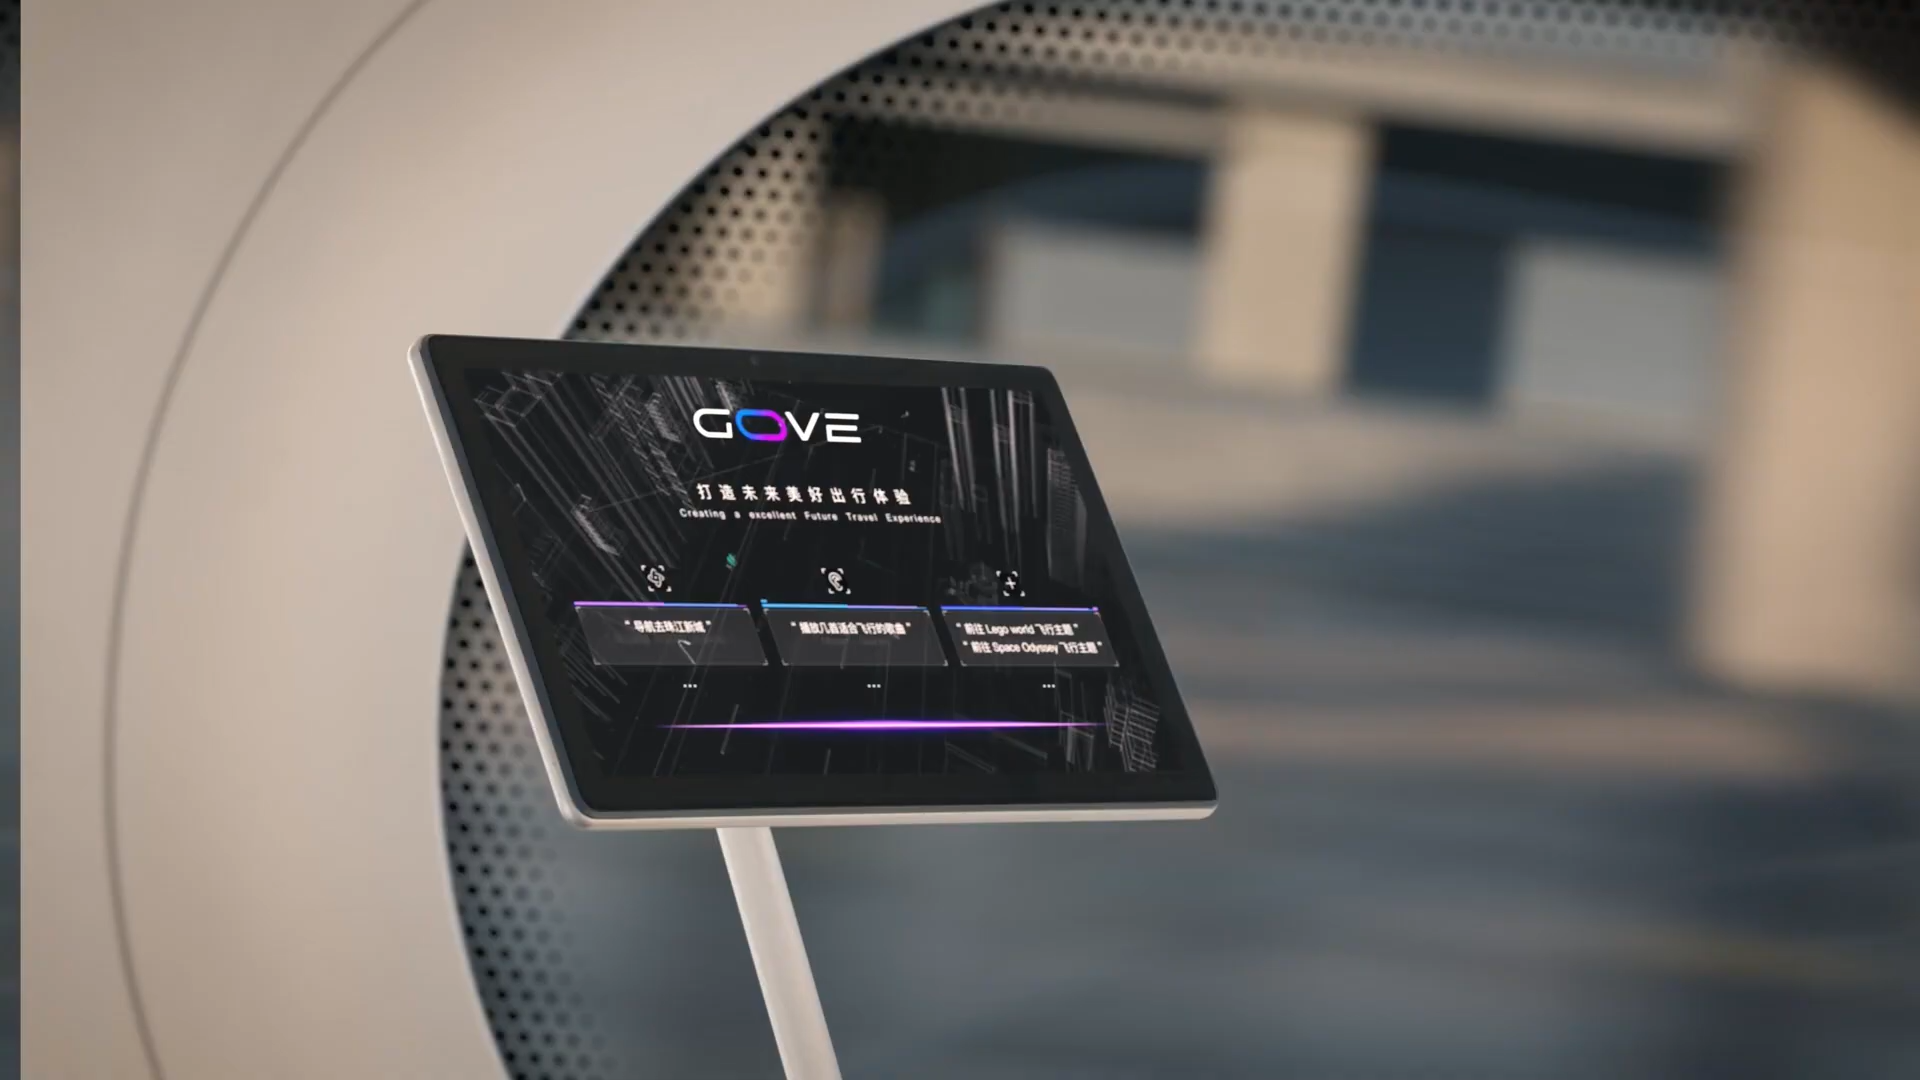 GOVE
打造未来美好出行体验
Creating a excellent Future Travel Experience
“导航去珠江新城”
“播放几首适合飞行的歌曲”
“前往 Lego world 飞行主题”
“前往 Space Odyssey 飞行主题”
...
...
...